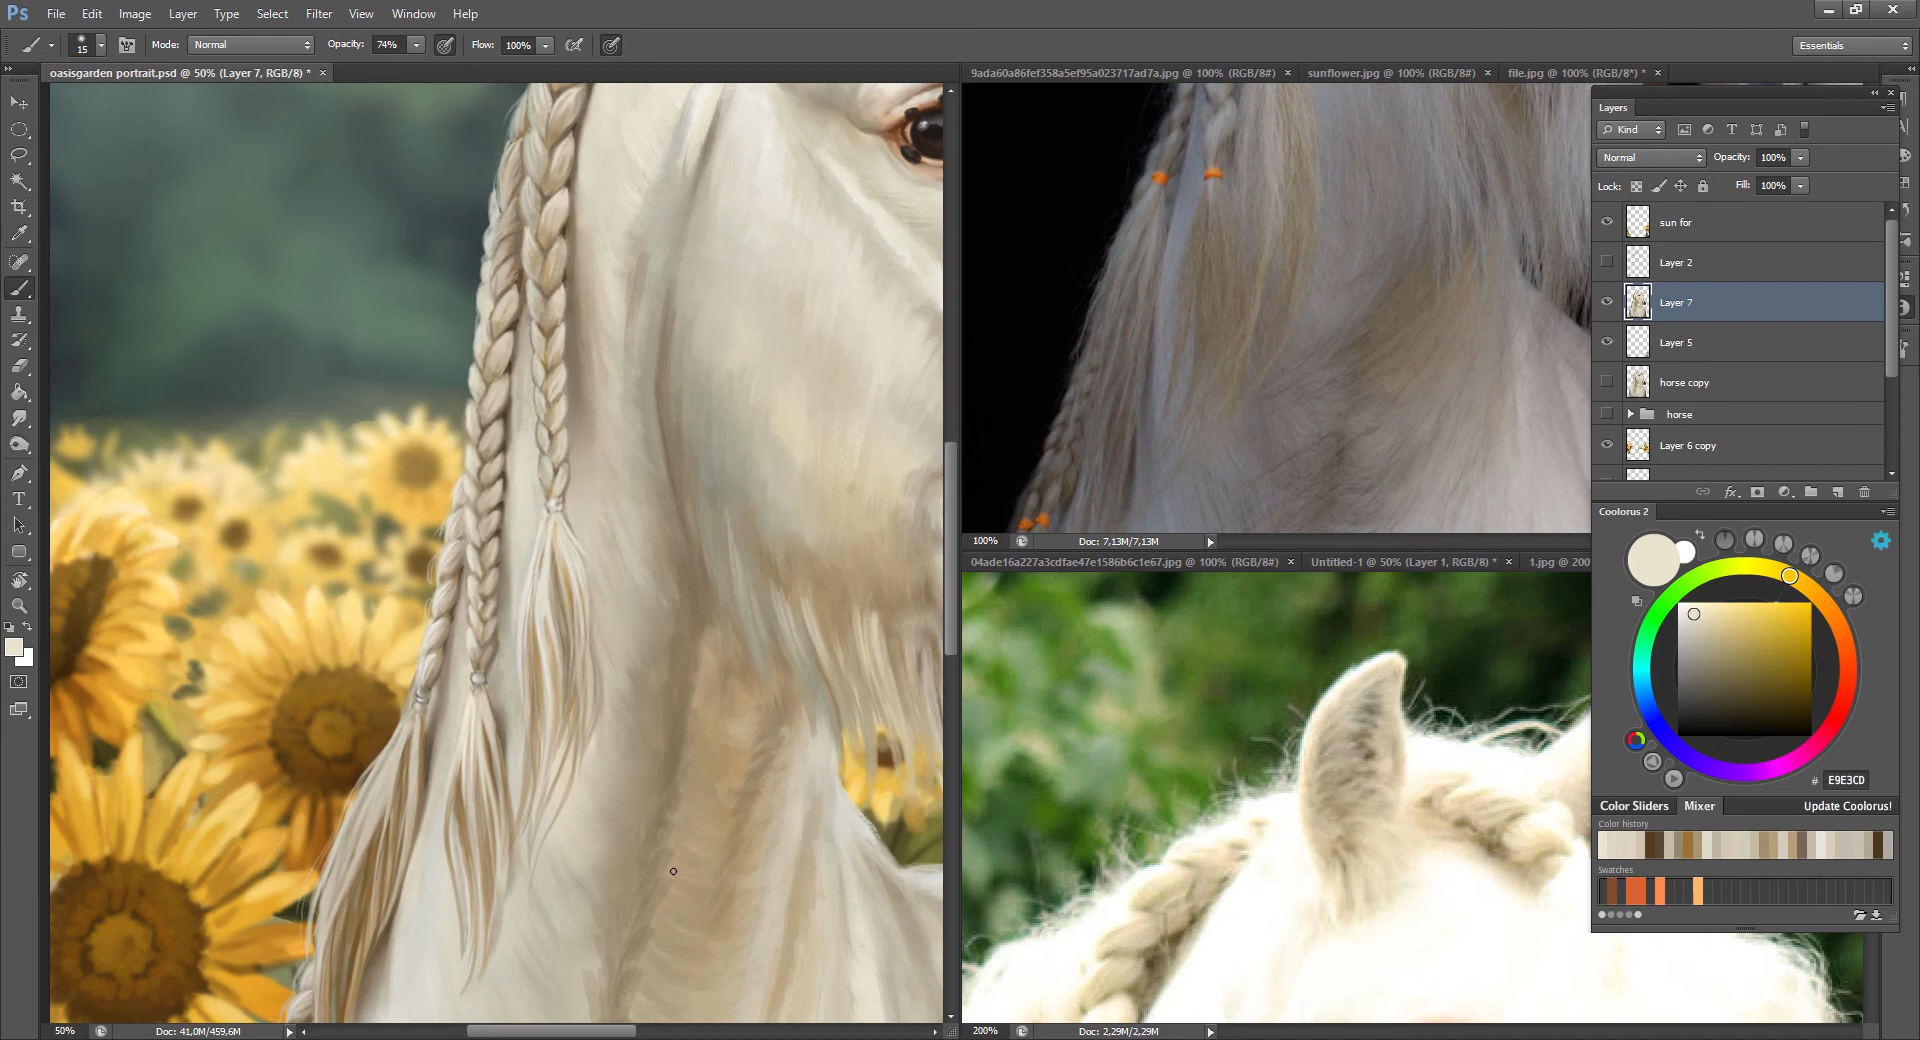 Ps File Edit Image Layer Type Select Filter View Window Help
15 Mode: Normal Opacity: 74% Flow: 100% Essentials
oasisgarden portrait.psd @ 50% (Layer 7, RGB/8) * ×
9ada60a86fef358a5ef95a023717ad7a.jpg @ 100% (RGB/8#) × sunflower.jpg @ 100% (RGB/8#) × file.jpg @ 100% (RGB/8*) * ×
Layers
Kind
Normal Opacity: 100%
Lock: Fill: 100%
sun for
Layer 2
Layer 7
Layer 5
horse copy
horse
Layer 6 copy
fx
100% Doc: 7,13M/7,13M
04ade16a227a3cdfae47e1586b6c1e67.jpg @ 100% (RGB/8#) × Untitled-1 @ 50% (Layer 1, RGB/8) * × 1.jpg @ 200
Coolorus 2
# E9E3CD
Color Sliders Mixer Update Coolorus!
Color history
Swatches
50% Doc: 41,0M/459,6M
200% Doc: 2,29M/2,29M